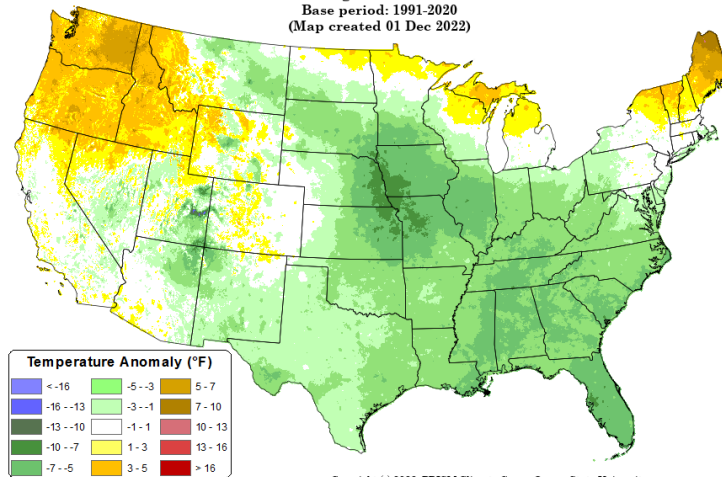 Base period: 1991-2020
(Map created 01 Dec 2022)
Temperature Anomaly (°F)
< -16
-5 - -3
5 - 7
-16 - -13
-3 - -1
7 - 10
-13 - -10
-1 - 1
10 - 13
-10 - -7
1 - 3
13 - 16
-7 - -5
3 - 5
> 16